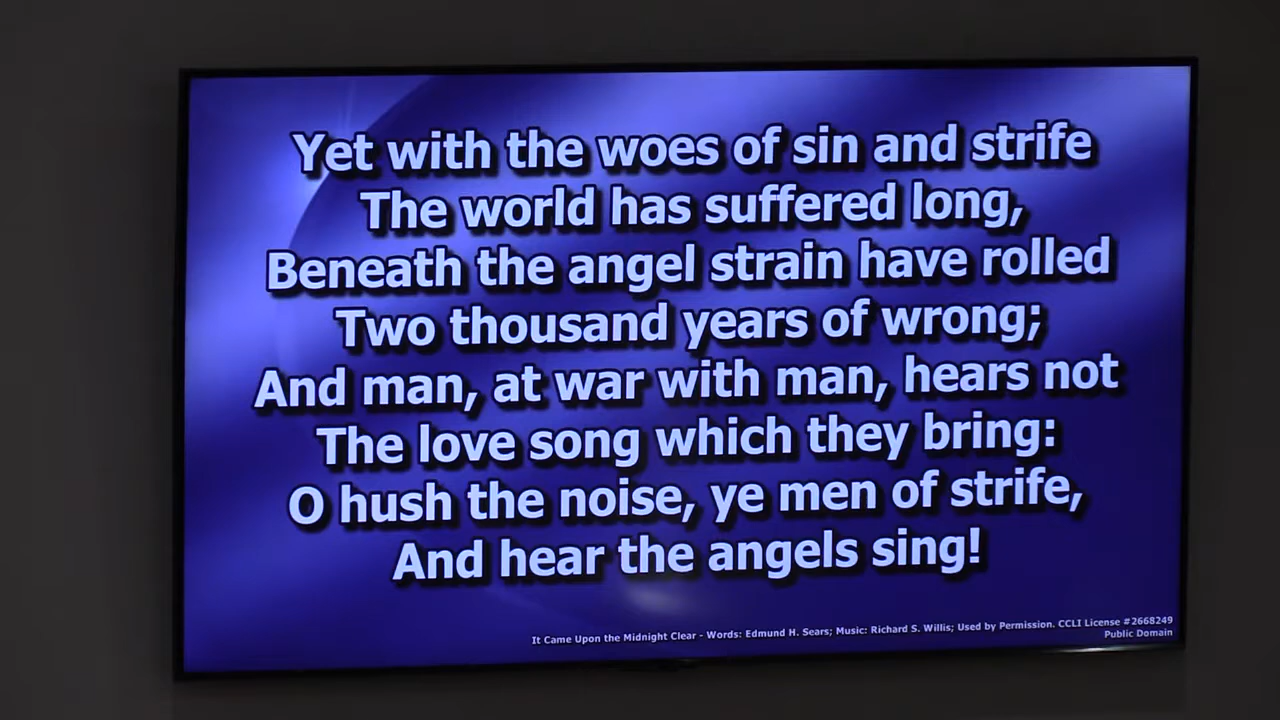 Yet with the woes of sin and strife
The world has suffered long,
Beneath the angel strain have rolled
Two thousand years of wrong;
And man, at war with man, hears not
The love song which they bring:
O hush the noise, ye men of strife,
And hear the angels sing!
It Came Upon the Midnight Clear - Words: Edmund H. Sears; Music: Richard S. Willis; Used by Permission. CCLI License #2668249
Public Domain